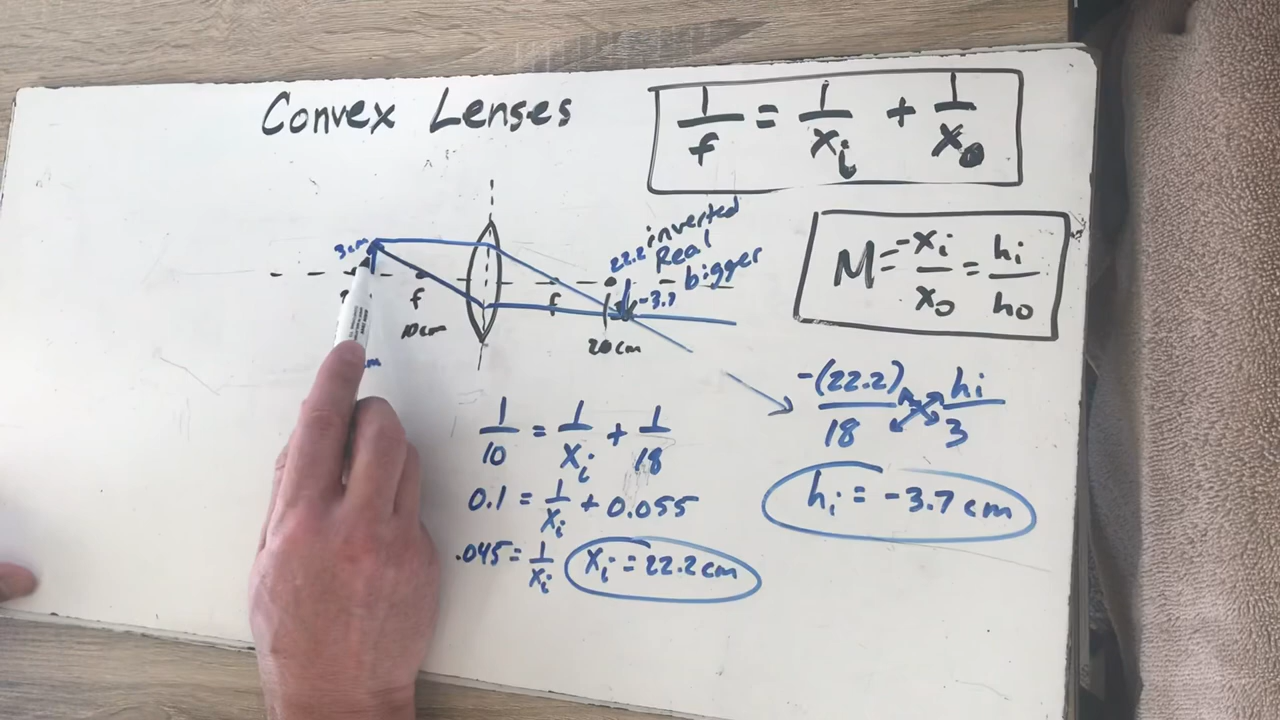 Convex Lenses
1/f = 1/xi + 1/xo
M = -xi/xo = hi/ho
inverted
Real
bigger
22.2
3cm
f
10cm
f
-3.7
20cm
m
-(22.2)/18 hi/3
hi = -3.7 cm
1/10 = 1/xi + 1/18
0.1 = 1/xi + 0.055
.045 = 1/xi xi = 22.2cm